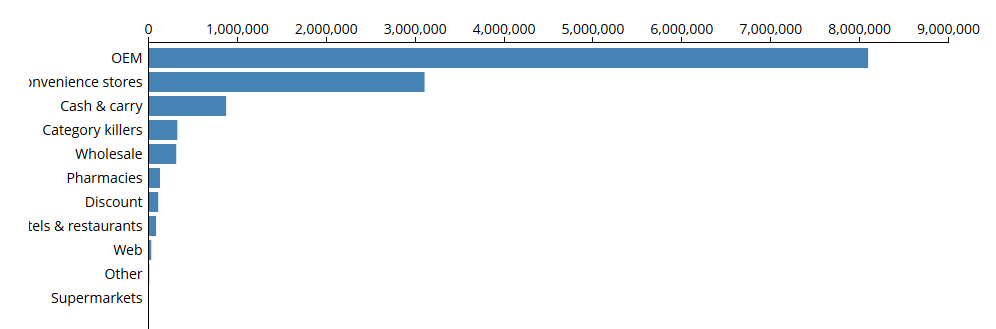 0 1,000,000 2,000,000 3,000,000 4,000,000 5,000,000 6,000,000 7,000,000 8,000,000 9,000,000
OEM
onvenience stores
Cash & carry
Category killers
Wholesale
Pharmacies
Discount
tels & restaurants
Web
Other
Supermarkets